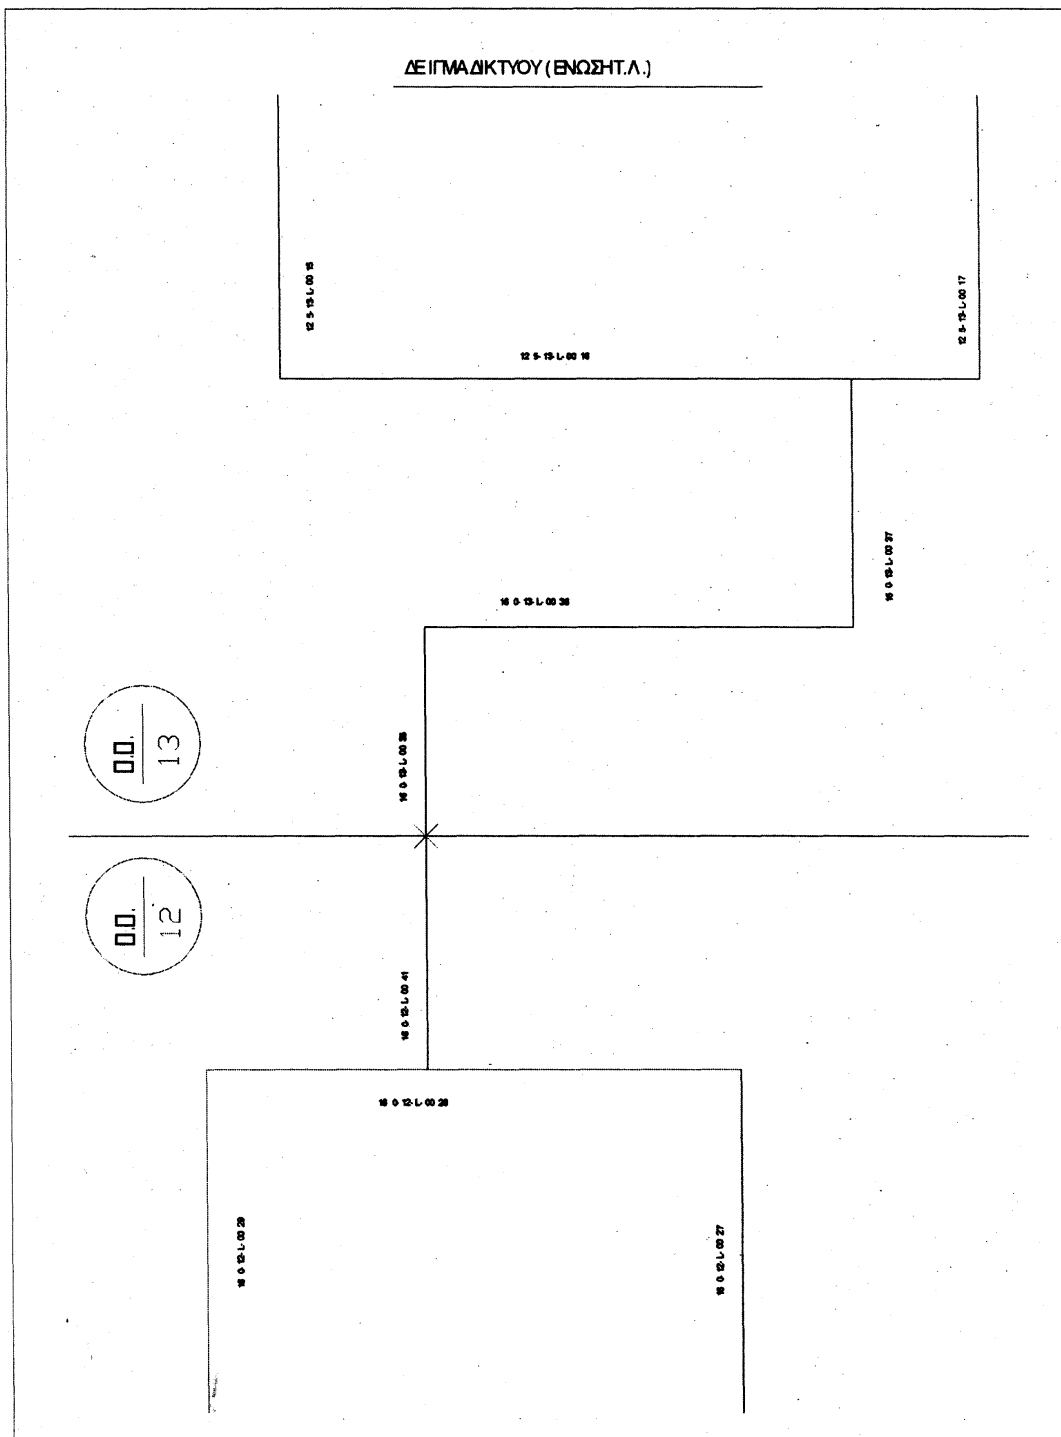 ΔΕΙΓΜΑ ΔΙΚΤΥΟΥ ( ΕΝΩΣΗ Τ.Λ.)
12 5-13-L-00 15
12 5-13-L-00 17
12 5-13-L-00 16
16 0-13-L-00 37
16 0-13-L-00 36
16 0-13-L-00 35
13
12
16 0-12-L-00 41
16 0-12-L-00 28
16 0-12-L-00 29
16 0-12-L-00 27